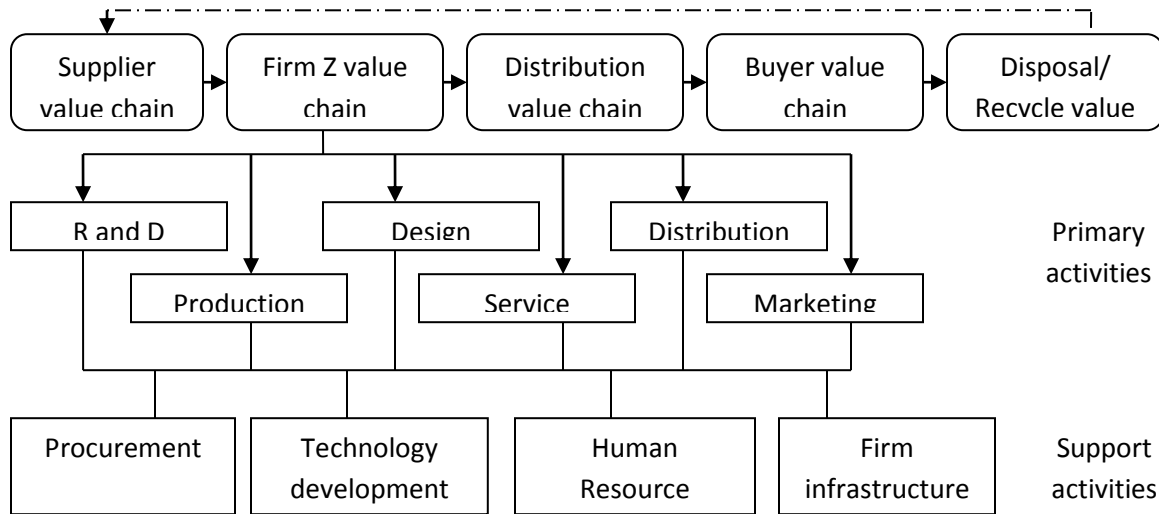 Supplier
value chain
Firm Z value
chain
Distribution
value chain
Buyer value
chain
Disposal/
Recycle value
R and D
Design
Distribution
Primary
activities
Production
Service
Marketing
Procurement
Technology
development
Human
Resource
Firm
infrastructure
Support
activities